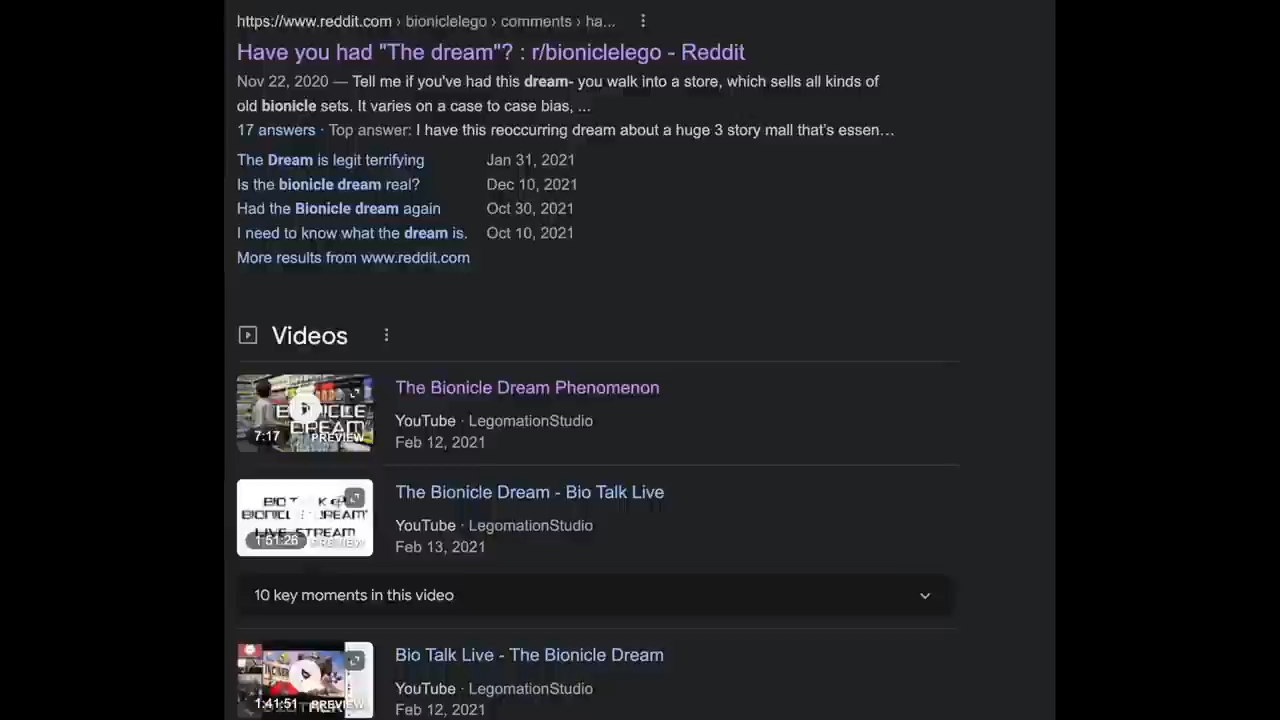 https://www.reddit.com › bioniclelego › comments › ha...
Have you had "The dream"? : r/bioniclelego - Reddit
Nov 22, 2020 — Tell me if you've had this dream- you walk into a store, which sells all kinds of
old bionicle sets. It varies on a case to case bias, ...
17 answers · Top answer: I have this reoccurring dream about a huge 3 story mall that's essen...
The Dream is legit terrifying Jan 31, 2021
Is the bionicle dream real? Dec 10, 2021
Had the Bionicle dream again Oct 30, 2021
I need to know what the dream is. Oct 10, 2021
More results from www.reddit.com
Videos
BIONICLE
DREAM
7:17 PREVIEW
The Bionicle Dream Phenomenon
YouTube · LegomationStudio
Feb 12, 2021
LIVE STREAM
1:51:26 PREVIEW
The Bionicle Dream - Bio Talk Live
YouTube · LegomationStudio
Feb 13, 2021
10 key moments in this video
1:41:51 PREVIEW
Bio Talk Live - The Bionicle Dream
YouTube · LegomationStudio
Feb 12, 2021